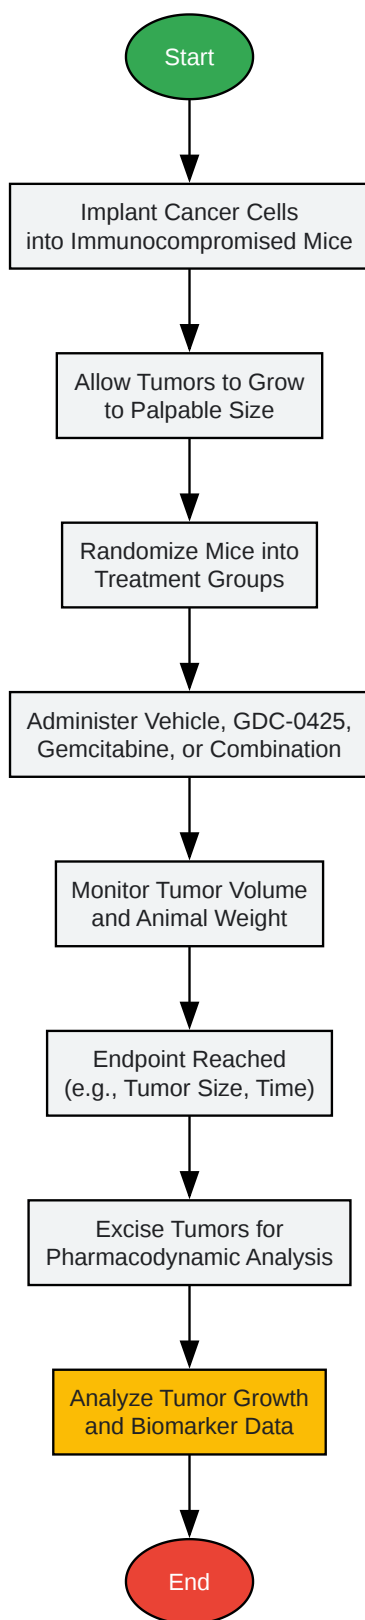 Start
Implant Cancer Cells
into Immunocompromised Mice
Allow Tumors to Grow
to Palpable Size
Randomize Mice into
Treatment Groups
Administer Vehicle, GDC-0425,
Gemcitabine, or Combination
Monitor Tumor Volume
and Animal Weight
Endpoint Reached
(e.g., Tumor Size, Time)
Excise Tumors for
Pharmacodynamic Analysis
Analyze Tumor Growth
and Biomarker Data
End